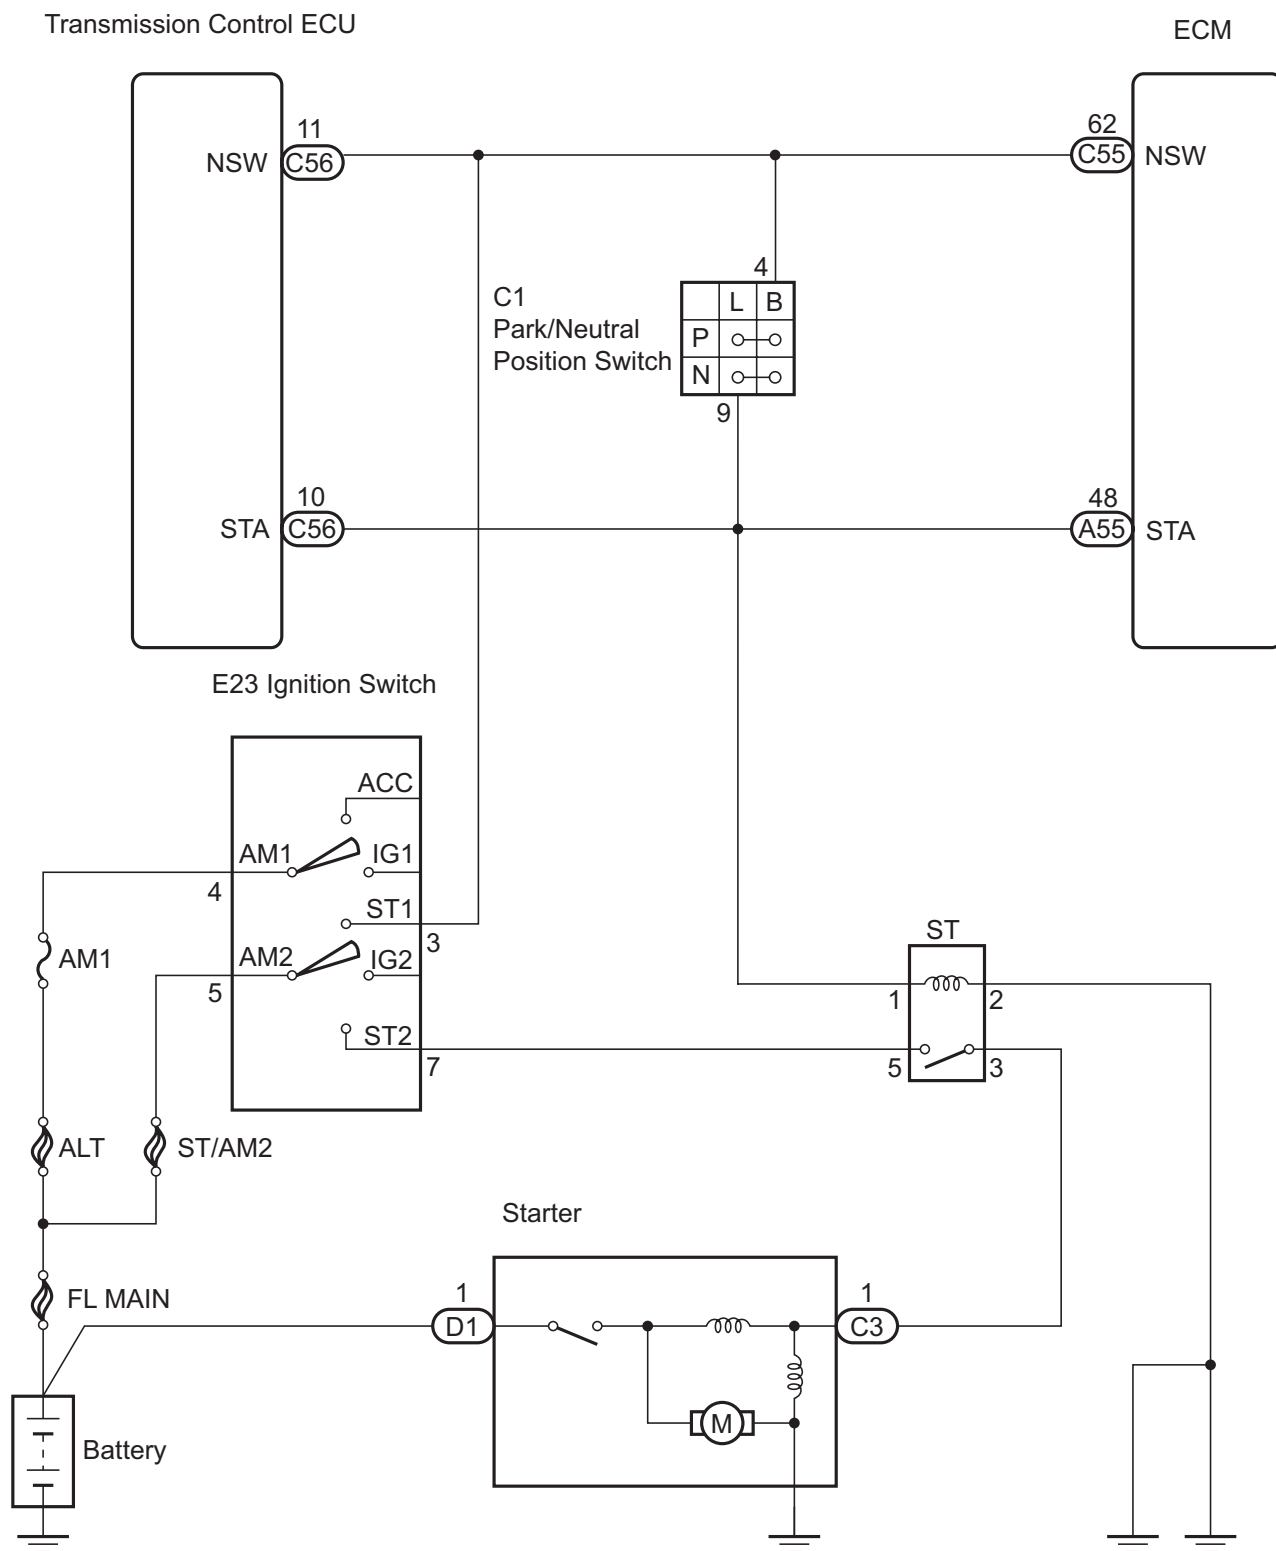 Transmission Control ECU
ECM
11
62
NSW
C56
C55
NSW
4
C1
Park/Neutral
Position Switch
L B
P
N
9
10
48
STA
C56
A55
STA
E23 Ignition Switch
ACC
AM1
IG1
4
ST1
3
AM2
IG2
5
ST2
7
AM1
ST
1
2
5
3
ALT
ST/AM2
Starter
FL MAIN
1
D1
1
C3
M
Battery